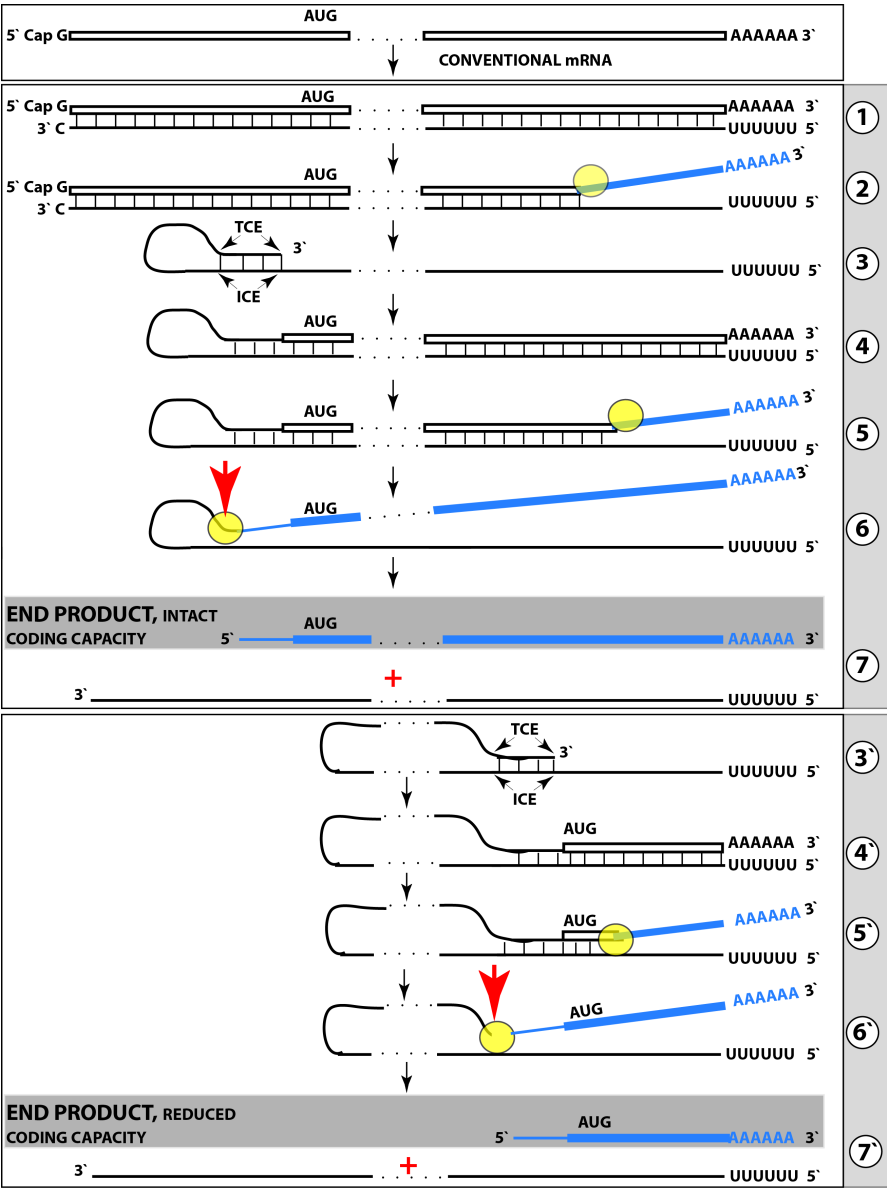 AUG
5` Cap G AAAAAA 3`
CONVENTIONAL mRNA
AUG
5` Cap G AAAAAA 3`
3` C UUUUUU 5`
1
AUG AAAAAA 3`
5` Cap G
3` C UUUUUU 5`
2
TCE
3`
UUUUUU 5`
ICE
3
AUG AAAAAA 3`
UUUUUU 5`
4
AUG AAAAAA 3`
UUUUUU 5`
5
AUG AAAAAA 3`
UUUUUU 5`
6
END PRODUCT, INTACT
CODING CAPACITY
AUG
5` AAAAAA 3`
+
7
3` UUUUUU 5`
TCE
3`
UUUUUU 5`
ICE
3`
AUG
AAAAAA 3`
UUUUUU 5`
4`
AUG AAAAAA 3`
UUUUUU 5`
5`
AUG AAAAAA 3`
UUUUUU 5`
6`
END PRODUCT, REDUCED
CODING CAPACITY
AUG
5` AAAAAA 3`
+
7`
3` UUUUUU 5`